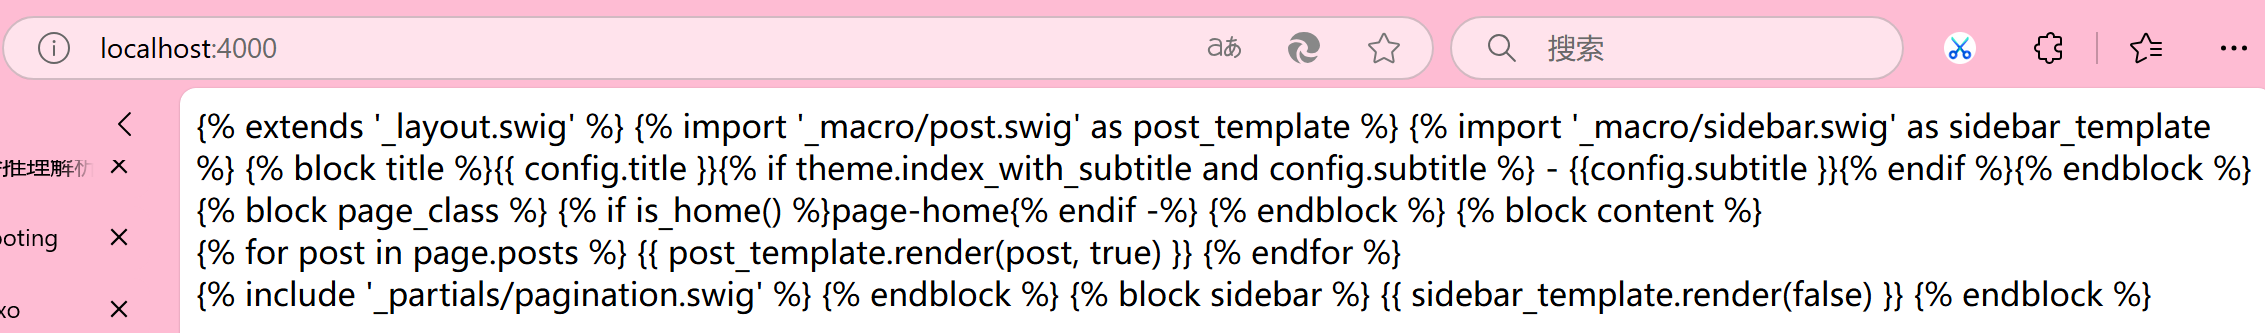 localhost:4000
aあ
搜索
{% extends '_layout.swig' %} {% import '_macro/post.swig' as post_template %} {% import '_macro/sidebar.swig' as sidebar_template
推理解析
%} {% block title %}{{ config.title }}{% if theme.index_with_subtitle and config.subtitle %} - {{config.subtitle }}{% endif %}{% endblock %}
{% block page_class %} {% if is_home() %}page-home{% endif -%} {% endblock %} {% block content %}
ooting
{% for post in page.posts %} {{ post_template.render(post, true) }} {% endfor %}
{% include '_partials/pagination.swig' %} {% endblock %} {% block sidebar %} {{ sidebar_template.render(false) }} {% endblock %}
xo